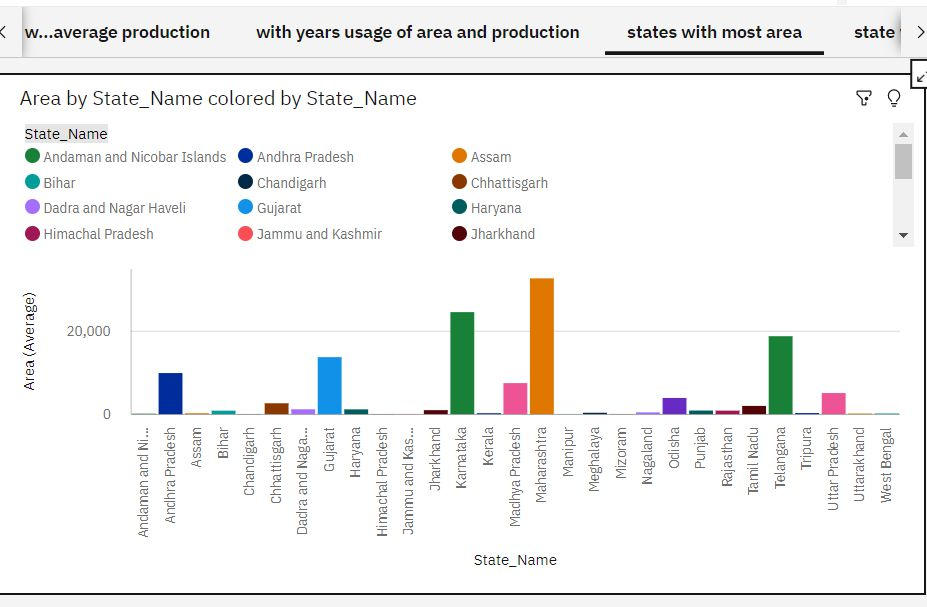 w...average production with years usage of area and production states with most area state
Area by State_Name colored by State_Name
State_Name
Andaman and Nicobar Islands Andhra Pradesh Assam
Bihar Chandigarh Chhattisgarh
Dadra and Nagar Haveli Gujarat Haryana
Himachal Pradesh Jammu and Kashmir Jharkhand
Area (Average)
20,000
0
Andaman and Ni...
Andhra Pradesh
Assam
Bihar
Chandigarh
Chhattisgarh
Dadra and Naga...
Gujarat
Haryana
Himachal Pradesh
Jammu and Kas...
Jharkhand
Karnataka
Kerala
Madhya Pradesh
Maharashtra
Manipur
Meghalaya
Mizoram
Nagaland
Odisha
Punjab
Rajasthan
Tamil Nadu
Telangana
Tripura
Uttar Pradesh
Uttarakhand
West Bengal
State_Name